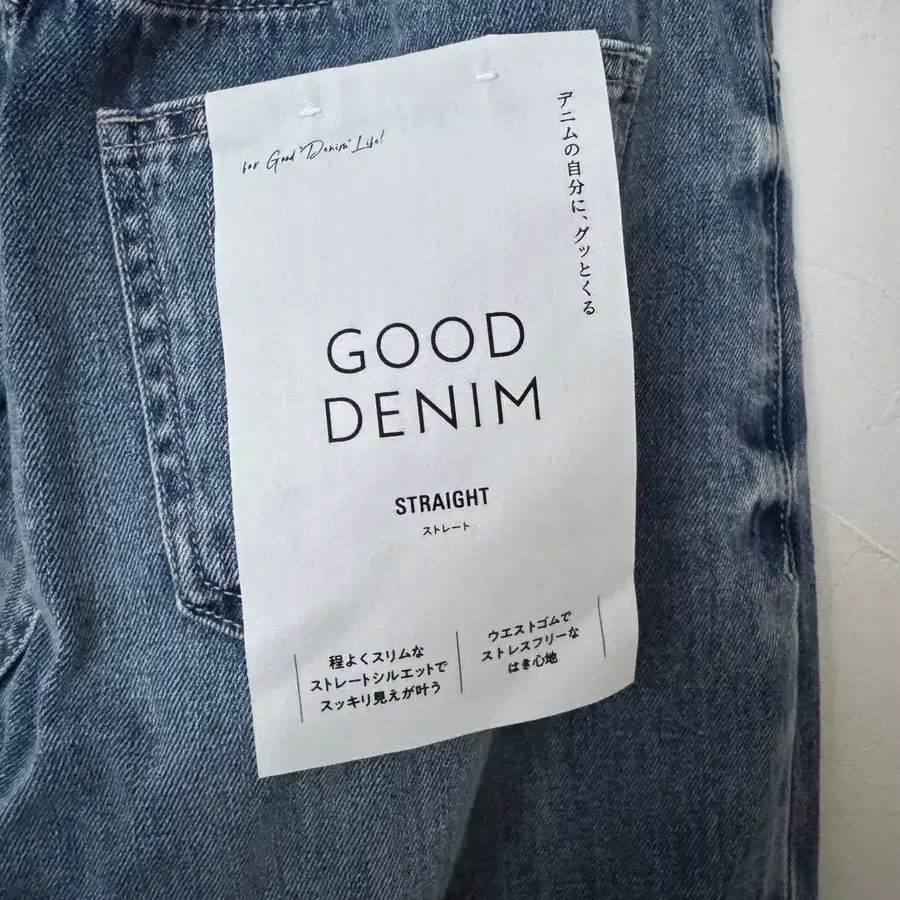 for Good "Denim" Life!
デニムの自分に、グッとくる
GOOD
DENIM
STRAIGHT
ストレート
程よくスリムな
ストレートシルエットで
スッキリ見えが叶う
ウエストゴムで
ストレスフリーな
はき心地